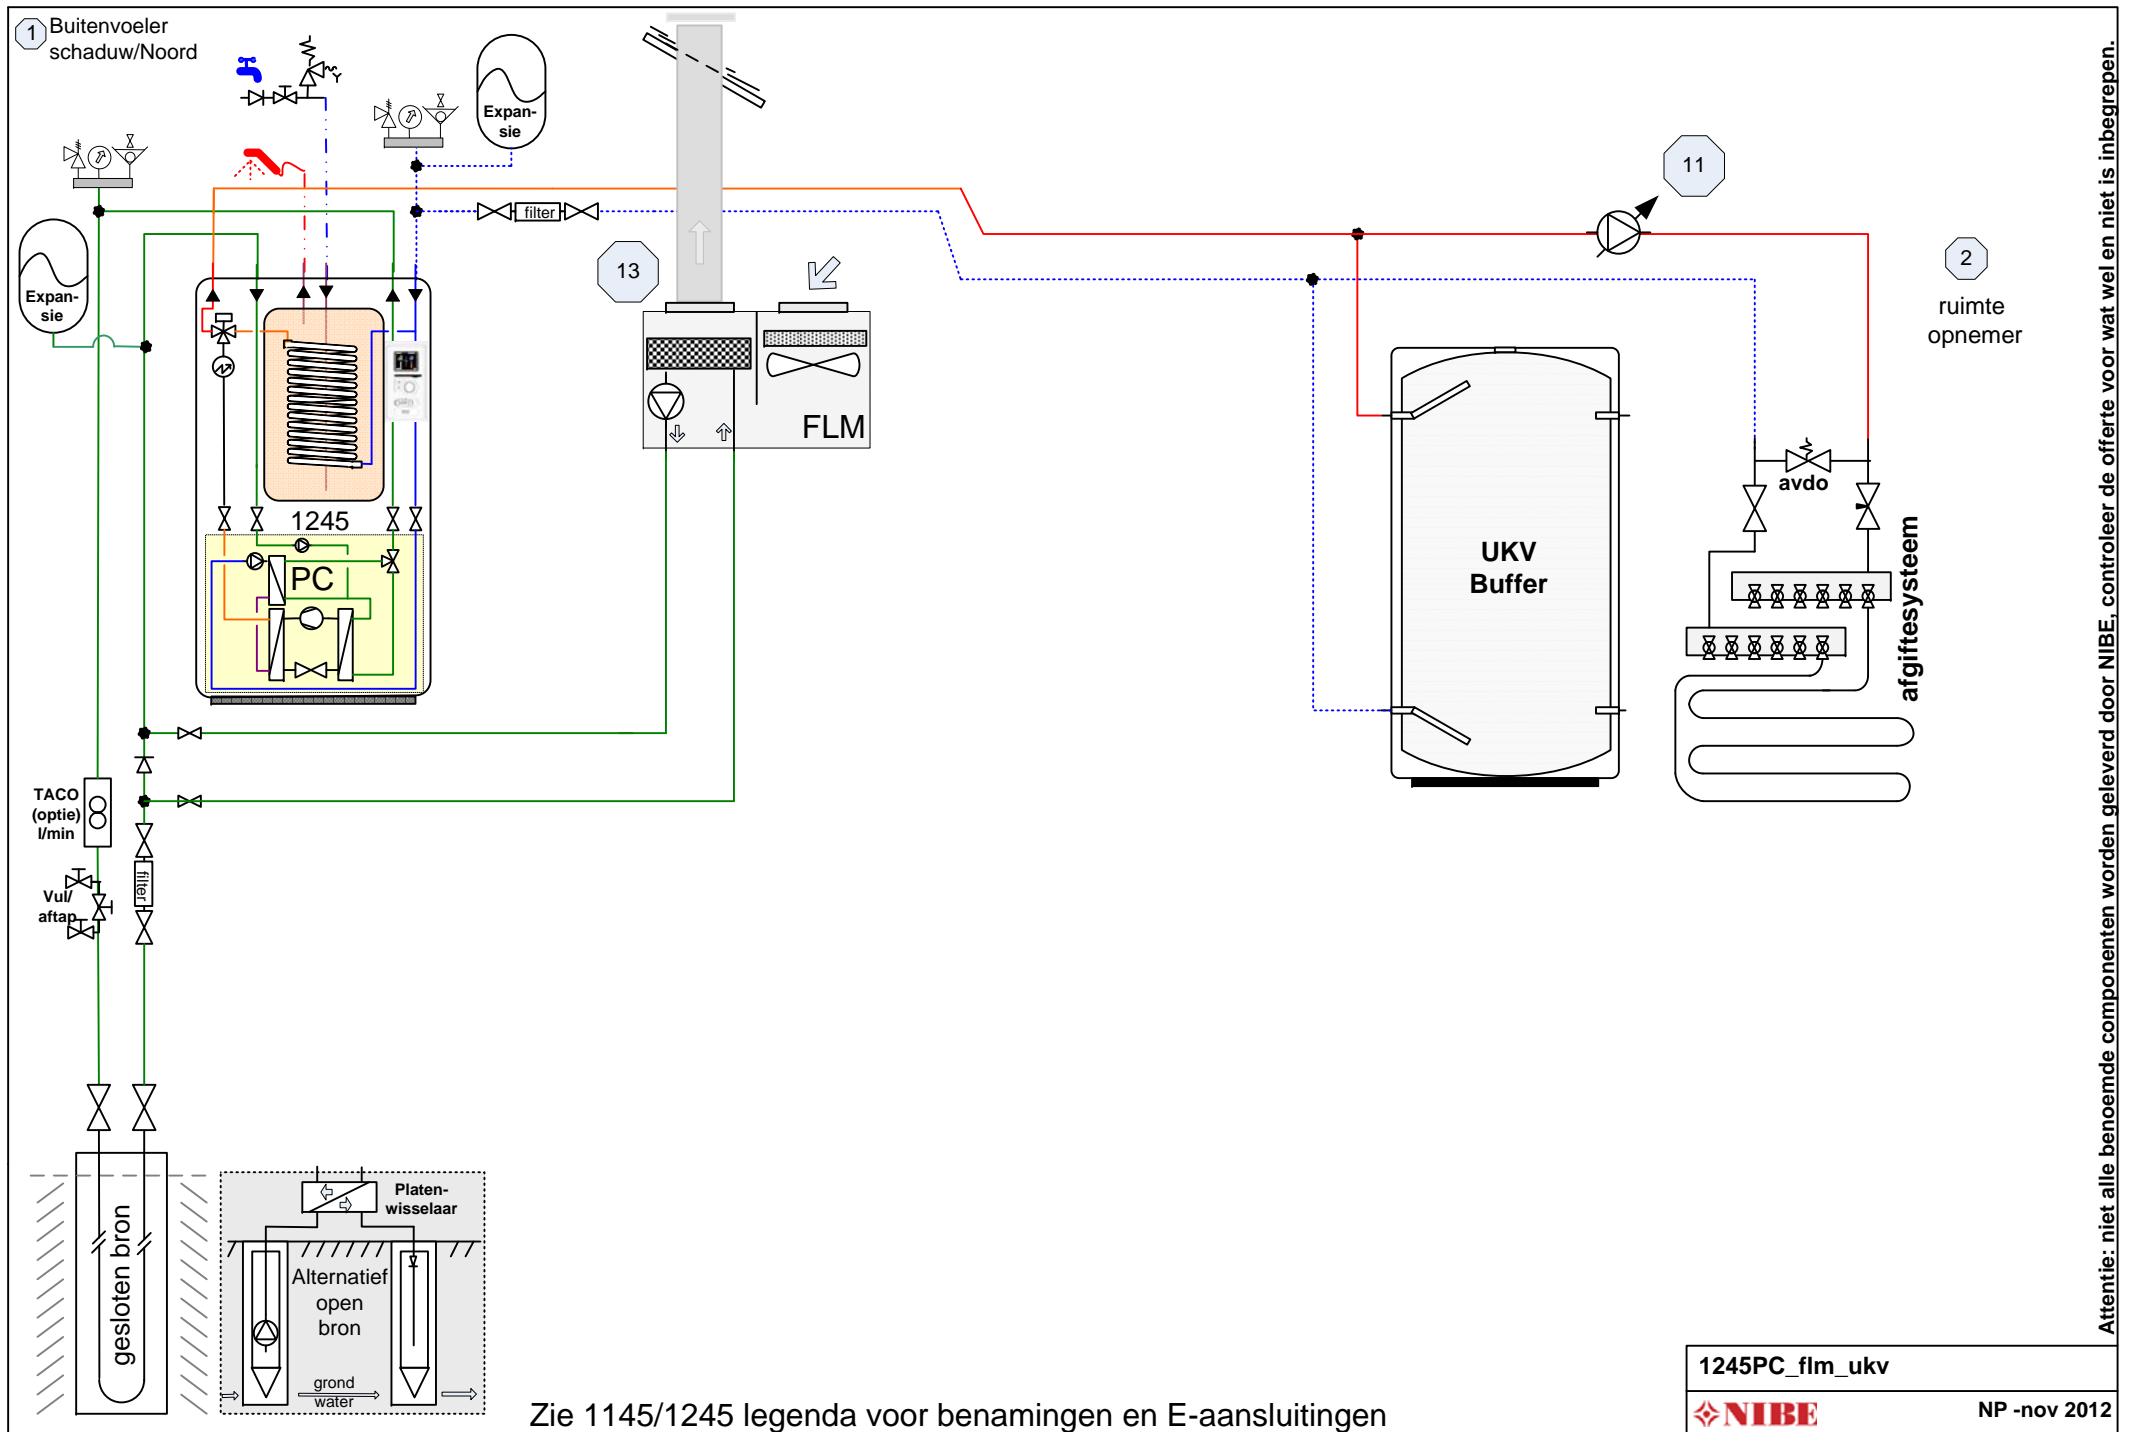 1
Buitenvoeler
schaduw/Noord
Expan-
sie
filter
11
13
2
ruimte
opnemer
Expan-
sie
FLM
1245
PC
avdo
UKV
Buffer
afgiftesysteem
TACO
(optie)
l/min
filter
Vul/
aftap
gesloten bron
Platen-
wisselaar
Alternatief
open
bron
grond
water
Zie 1145/1245 legenda voor benamingen en E-aansluitingen
Attentie: niet alle benoemde componenten worden geleverd door NIBE, controleer de offerte voor wat wel en niet is inbegrepen.
1245PC_flm_ukv
NIBE
NP -nov 2012